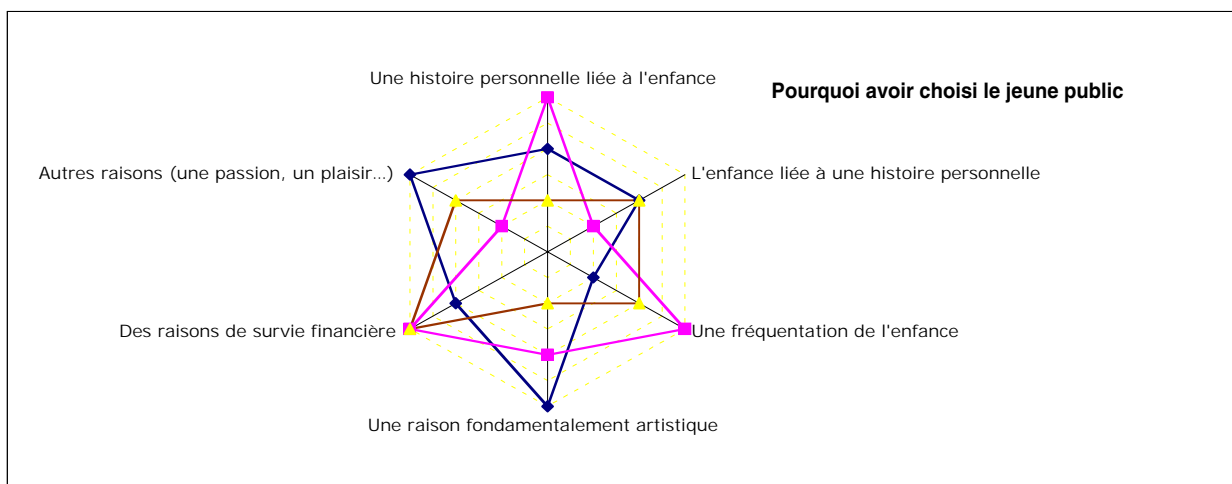 Une histoire personnelle liée à l'enfance
Pourquoi avoir choisi le jeune public
Autres raisons (une passion, un plaisir...)
L'enfance liée à une histoire personnelle
Des raisons de survie financière
Une fréquentation de l'enfance
Une raison fondamentalement artistique